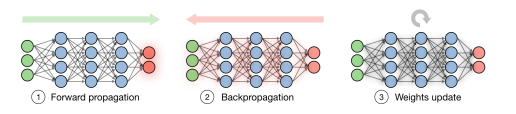 1 Forward propagation
2 Backpropagation
3 Weights update